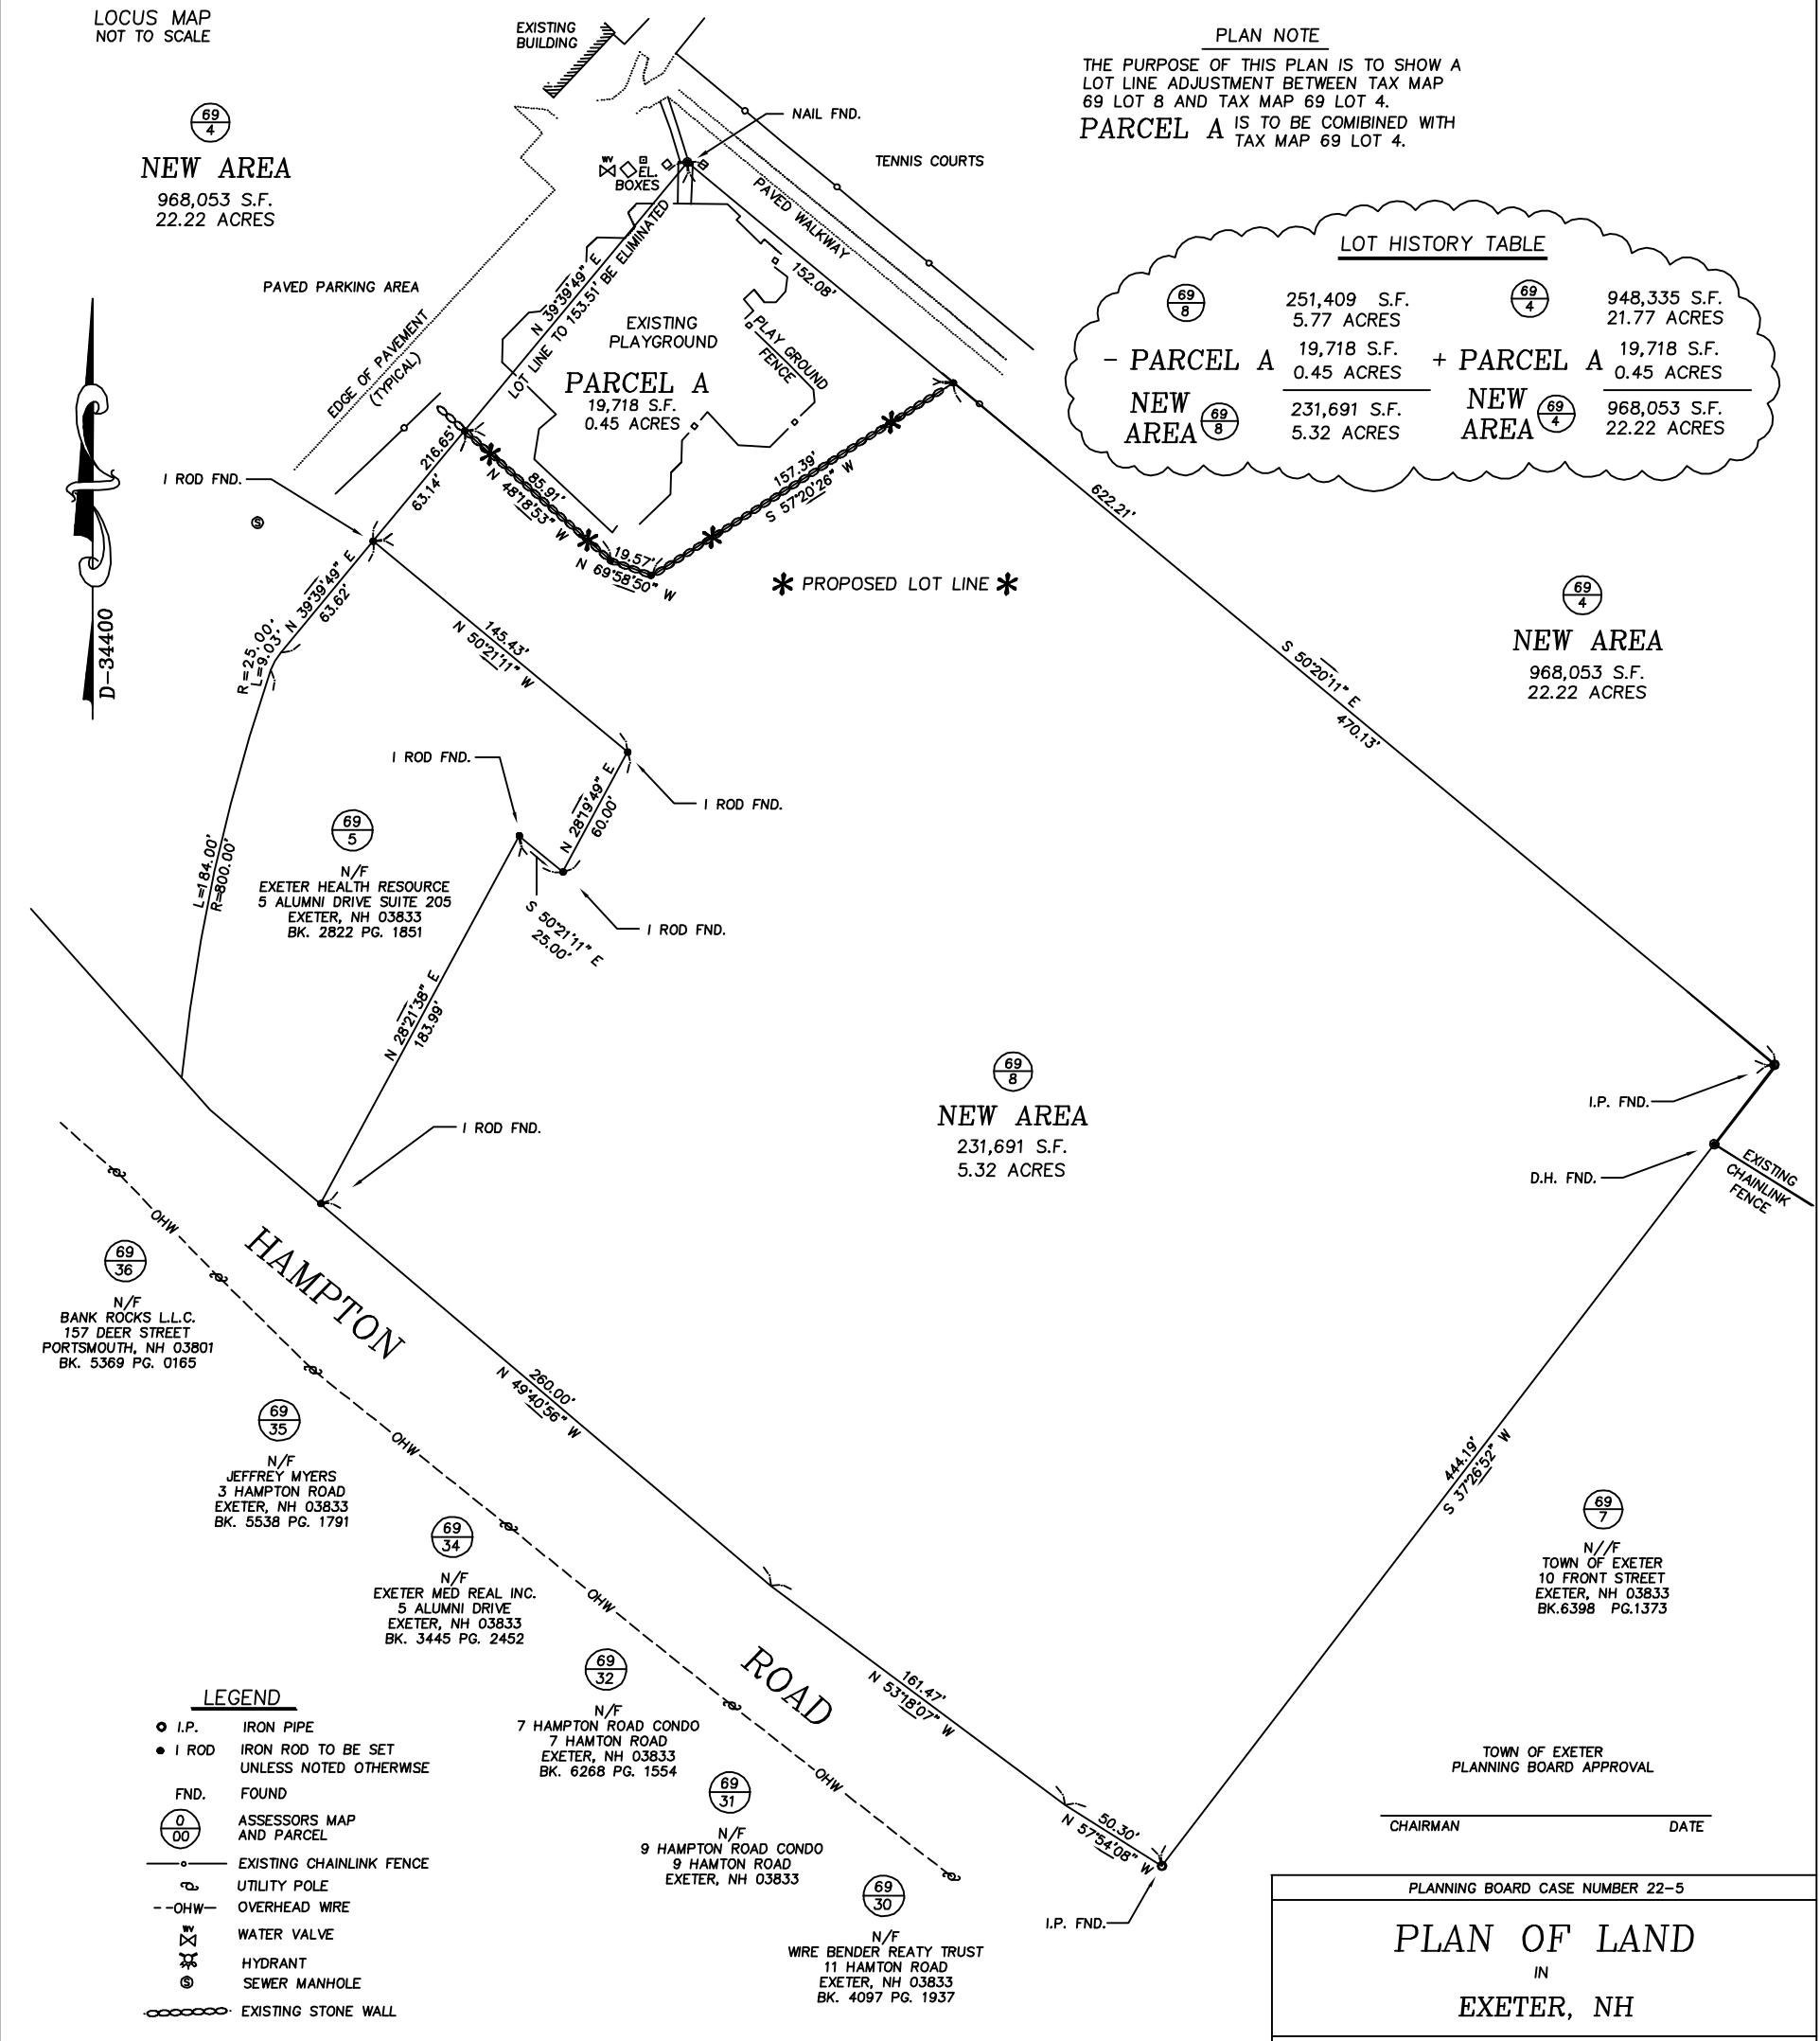 LOCUS MAP
NOT TO SCALE
EXISTING
BUILDING
PLAN NOTE
THE PURPOSE OF THIS PLAN IS TO SHOW A
LOT LINE ADJUSTMENT BETWEEN TAX MAP
69 LOT 8 AND TAX MAP 69 LOT 4.
PARCEL A IS TO BE COMIBINED WITH
TAX MAP 69 LOT 4.
69
4
NEW AREA
968,053 S.F.
22.22 ACRES
NAIL FND.
TENNIS COURTS
WV
EL.
BOXES
PAVED WALKWAY
152.08'
PAVED PARKING AREA
EDGE OF PAVEMENT
(TYPICAL)
N 39°39'49" E
LOT LINE TO 153.51' BE ELIMINATED
EXISTING
PLAYGROUND
PARCEL A
19,718 S.F.
0.45 ACRES
PLAY GROUND
FENCE
LOT HISTORY TABLE
69
8
251,409 S.F.
5.77 ACRES
69
4
948,335 S.F.
21.77 ACRES
- PARCEL A
19,718 S.F.
0.45 ACRES
+ PARCEL A
19,718 S.F.
0.45 ACRES
NEW
AREA
69
8
231,691 S.F.
5.32 ACRES
NEW
AREA
69
4
968,053 S.F.
22.22 ACRES
I ROD FND.
S
216.65'
63.14'
85.91'
N 48°18'53" W
19.57'
N 69°58'50" W
157.39'
S 57°20'26" W
622.21'
* PROPOSED LOT LINE *
D-34400
N 39°39'49" E
63.62'
R=25.00'
L=9.03'
145.43'
N 50°21'11" W
S 50°20'11" E
470.13'
69
4
NEW AREA
968,053 S.F.
22.22 ACRES
I ROD FND.
I ROD FND.
N 28°19'49" E
60.00'
69
5
N/F
EXETER HEALTH RESOURCE
5 ALUMNI DRIVE SUITE 205
EXETER, NH 03833
BK. 2822 PG. 1851
L=184.00'
R=800.00'
S 50°21'11" E
25.00'
I ROD FND.
N 28°21'38" E
183.99'
I ROD FND.
69
8
NEW AREA
231,691 S.F.
5.32 ACRES
I.P. FND.
D.H. FND.
EXISTING
CHAINLINK
FENCE
OHW
HAMPTON
69
36
N/F
BANK ROCKS L.L.C.
157 DEER STREET
PORTSMOUTH, NH 03801
BK. 5369 PG. 0165
260.00'
N 49°40'56" W
69
35
N/F
JEFFREY MYERS
3 HAMPTON ROAD
EXETER, NH 03833
BK. 5538 PG. 1791
OHW
444.19'
S 37°26'52" W
69
7
N//F
TOWN OF EXETER
10 FRONT STREET
EXETER, NH 03833
BK.6398 PG.1373
69
34
N/F
EXETER MED REAL INC.
5 ALUMNI DRIVE
EXETER, NH 03833
BK. 3445 PG. 2452
OHW
ROAD
161.47'
N 53°18'07" W
69
32
N/F
7 HAMPTON ROAD CONDO
7 HAMTON ROAD
EXETER, NH 03833
BK. 6268 PG. 1554
OHW
69
31
N/F
9 HAMPTON ROAD CONDO
9 HAMTON ROAD
EXETER, NH 03833
50.30'
N 57°54'08" W
I.P. FND.
69
30
N/F
WIRE BENDER REATY TRUST
11 HAMTON ROAD
EXETER, NH 03833
BK. 4097 PG. 1937
LEGEND
I.P. IRON PIPE
I ROD IRON ROD TO BE SET
UNLESS NOTED OTHERWISE
FND. FOUND
0
00
ASSESSORS MAP
AND PARCEL
EXISTING CHAINLINK FENCE
UTILITY POLE
--OHW— OVERHEAD WIRE
WV
WATER VALVE
HYDRANT
S SEWER MANHOLE
EXISTING STONE WALL
TOWN OF EXETER
PLANNING BOARD APPROVAL
CHAIRMAN DATE
PLANNING BOARD CASE NUMBER 22-5
PLAN OF LAND
IN
EXETER, NH